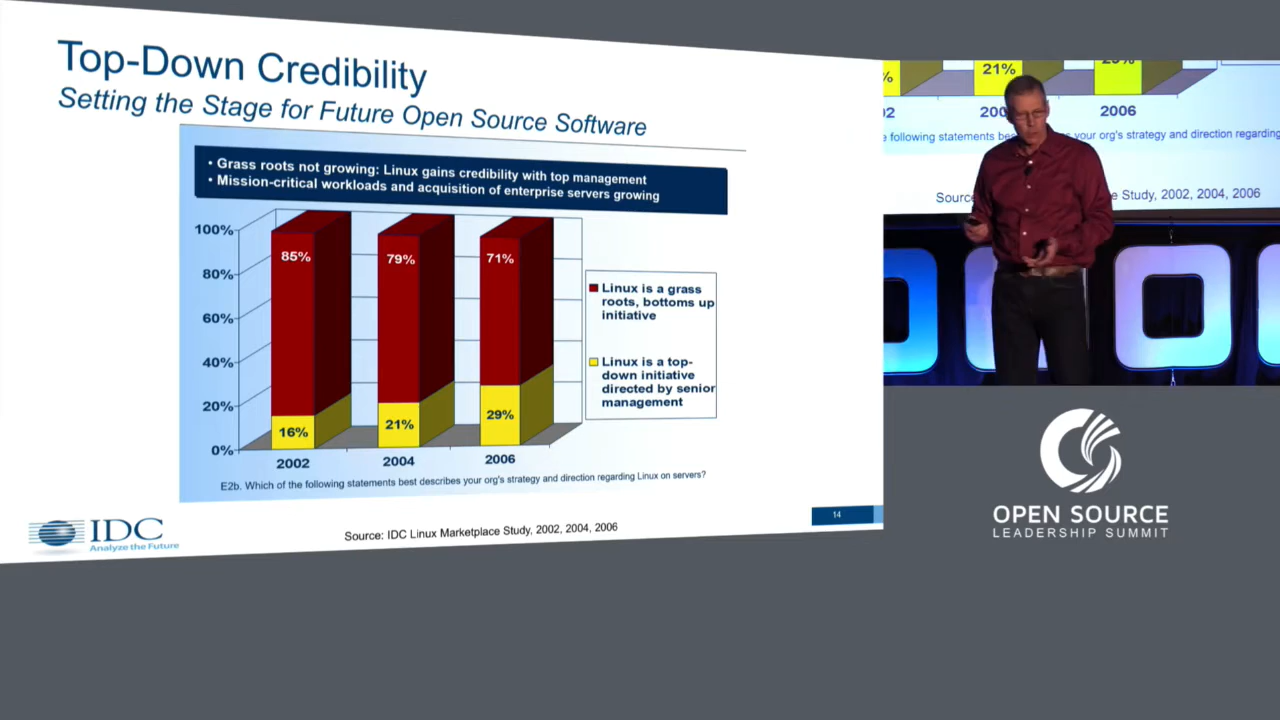 Top-Down Credibility
Setting the Stage for Future Open Source Software
• Grass roots not growing: Linux gains credibility with top management
• Mission-critical workloads and acquisition of enterprise servers growing
100%
80%
60%
40%
20%
0%
85%
79%
71%
16%
21%
29%
2002
2004
2006
Linux is a grass
roots, bottoms up
initiative
Linux is a top-
down initiative
directed by senior
management
E2b. Which of the following statements best describes your org's strategy and direction regarding Linux on servers?
IDC
Analyze the Future
Source: IDC Linux Marketplace Study, 2002, 2004, 2006
14
%
21%
02
200
2006
following statements bes
your org's strategy and direction regarding
Source
e Study, 2002, 2004, 2006
OPEN SOURCE
LEADERSHIP SUMMIT